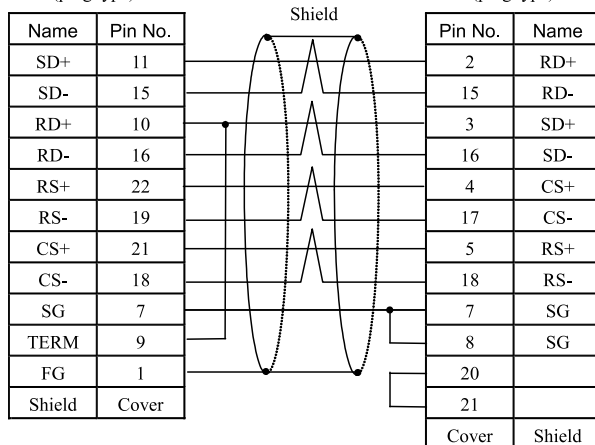 Shield
Name Pin No. Pin No. Name
SD+ 11 2 RD+
SD- 15 15 RD-
RD+ 10 3 SD+
RD- 16 16 SD-
RS+ 22 4 CS+
RS- 19 17 CS-
CS+ 21 5 RS+
CS- 18 18 RS-
SG 7 7 SG
TERM 9 8 SG
FG 1 20
Shield Cover 21
Cover Shield